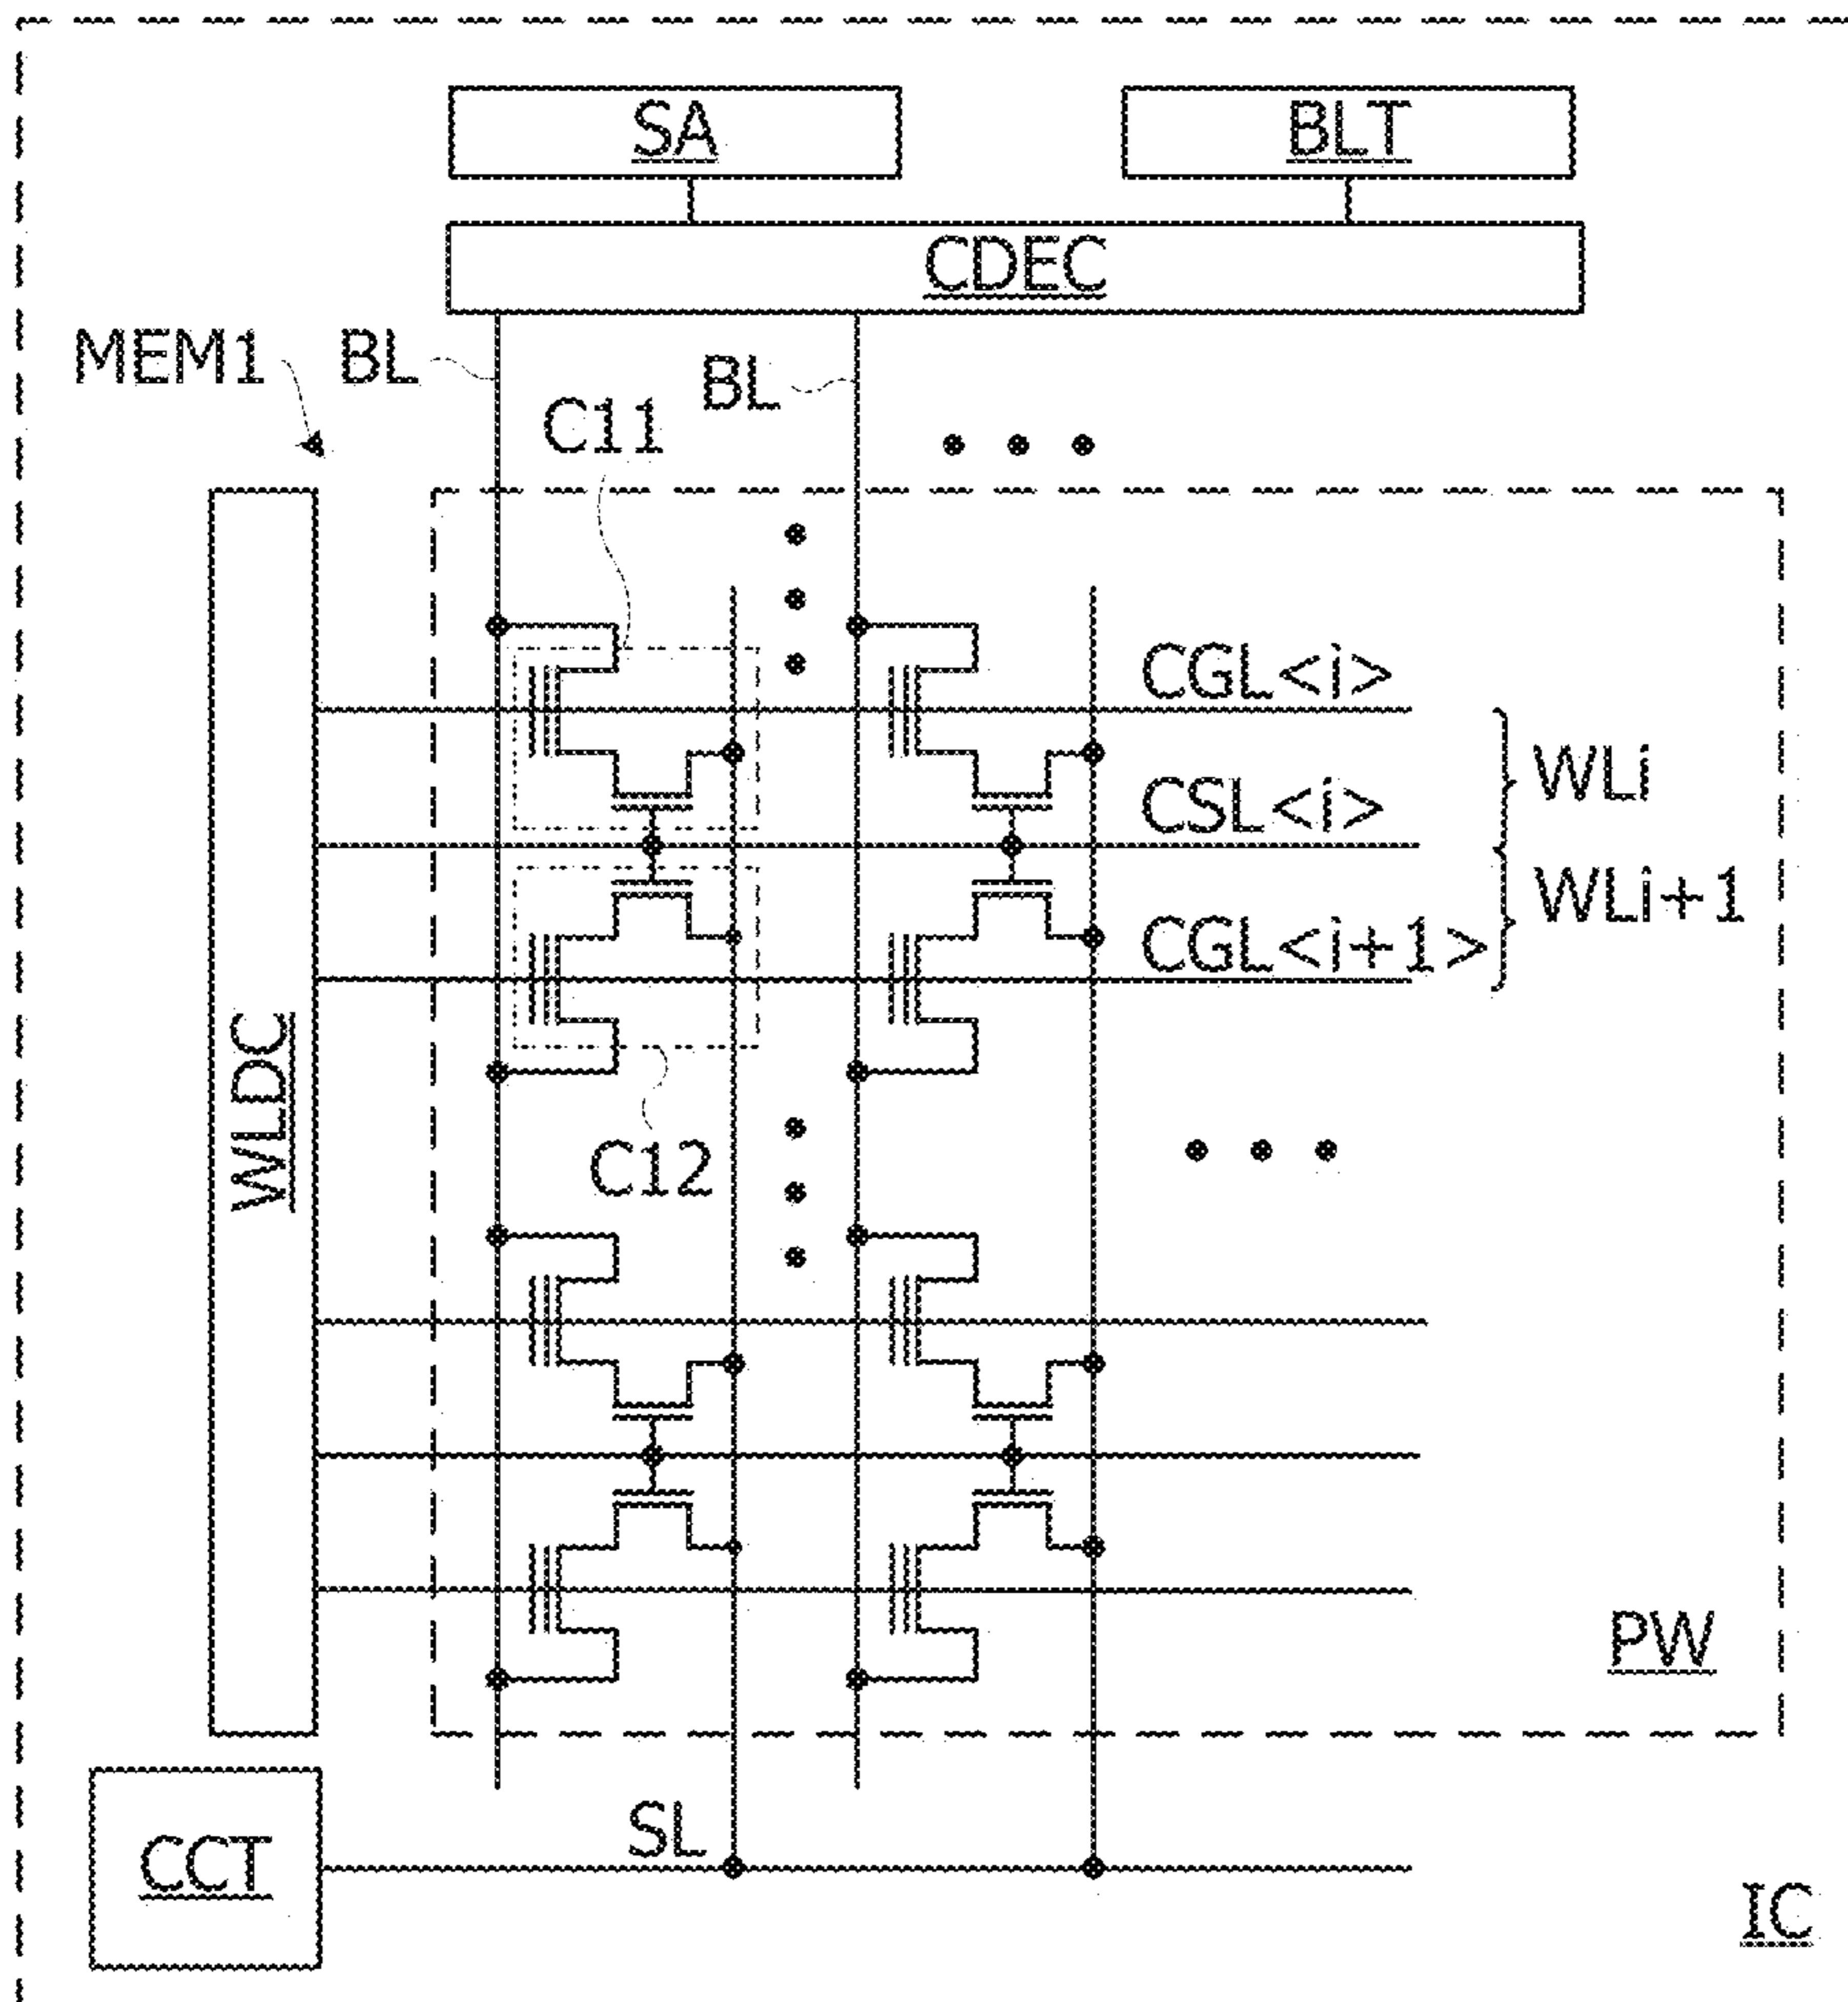 SA
BLT
CDEC
MEM1
BL
BL
C11
CGL<i>
WLi
CSL<i>
WLi+1
CGL<i+1>
WLDC
C12
PW
SL
CCT
IC